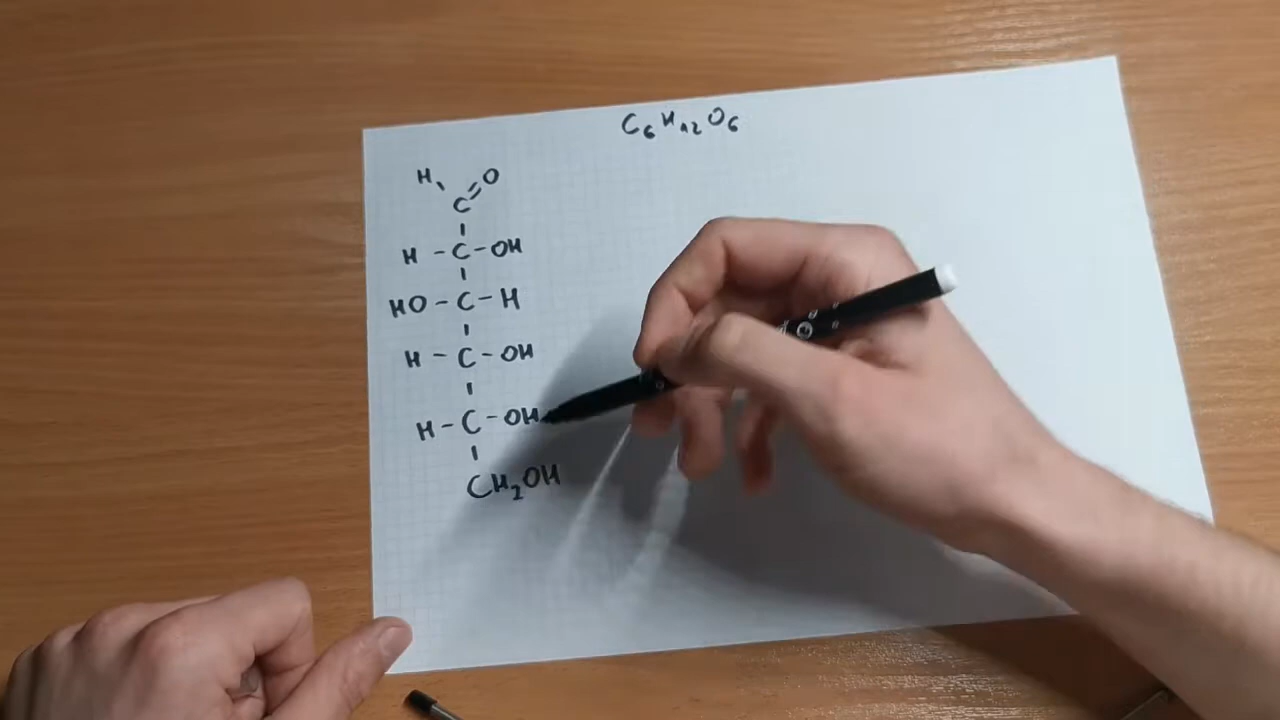 C₆H₁₂O₆
H O
C
H - C - OH
HO - C - H
H - C - OH
H - C - OH
CH₂OH